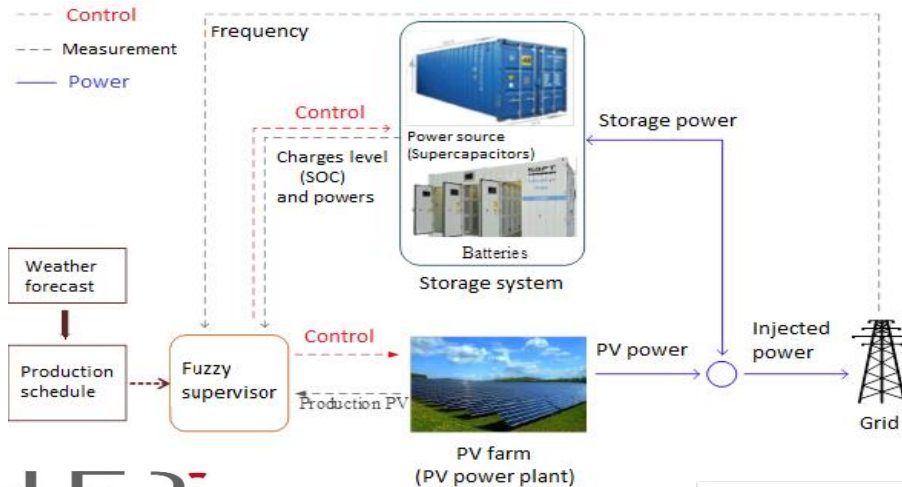 Control
Measurement
Power
Frequency
Control
Charges level
(SOC)
and powers
Power source
(Supercapacitors)
SAFT
Batteries
Storage system
Storage power
Weather
forecast
Production
schedule
Fuzzy
supervisor
Control
Production PV
PV farm
(PV power plant)
PV power
Injected
power
Grid